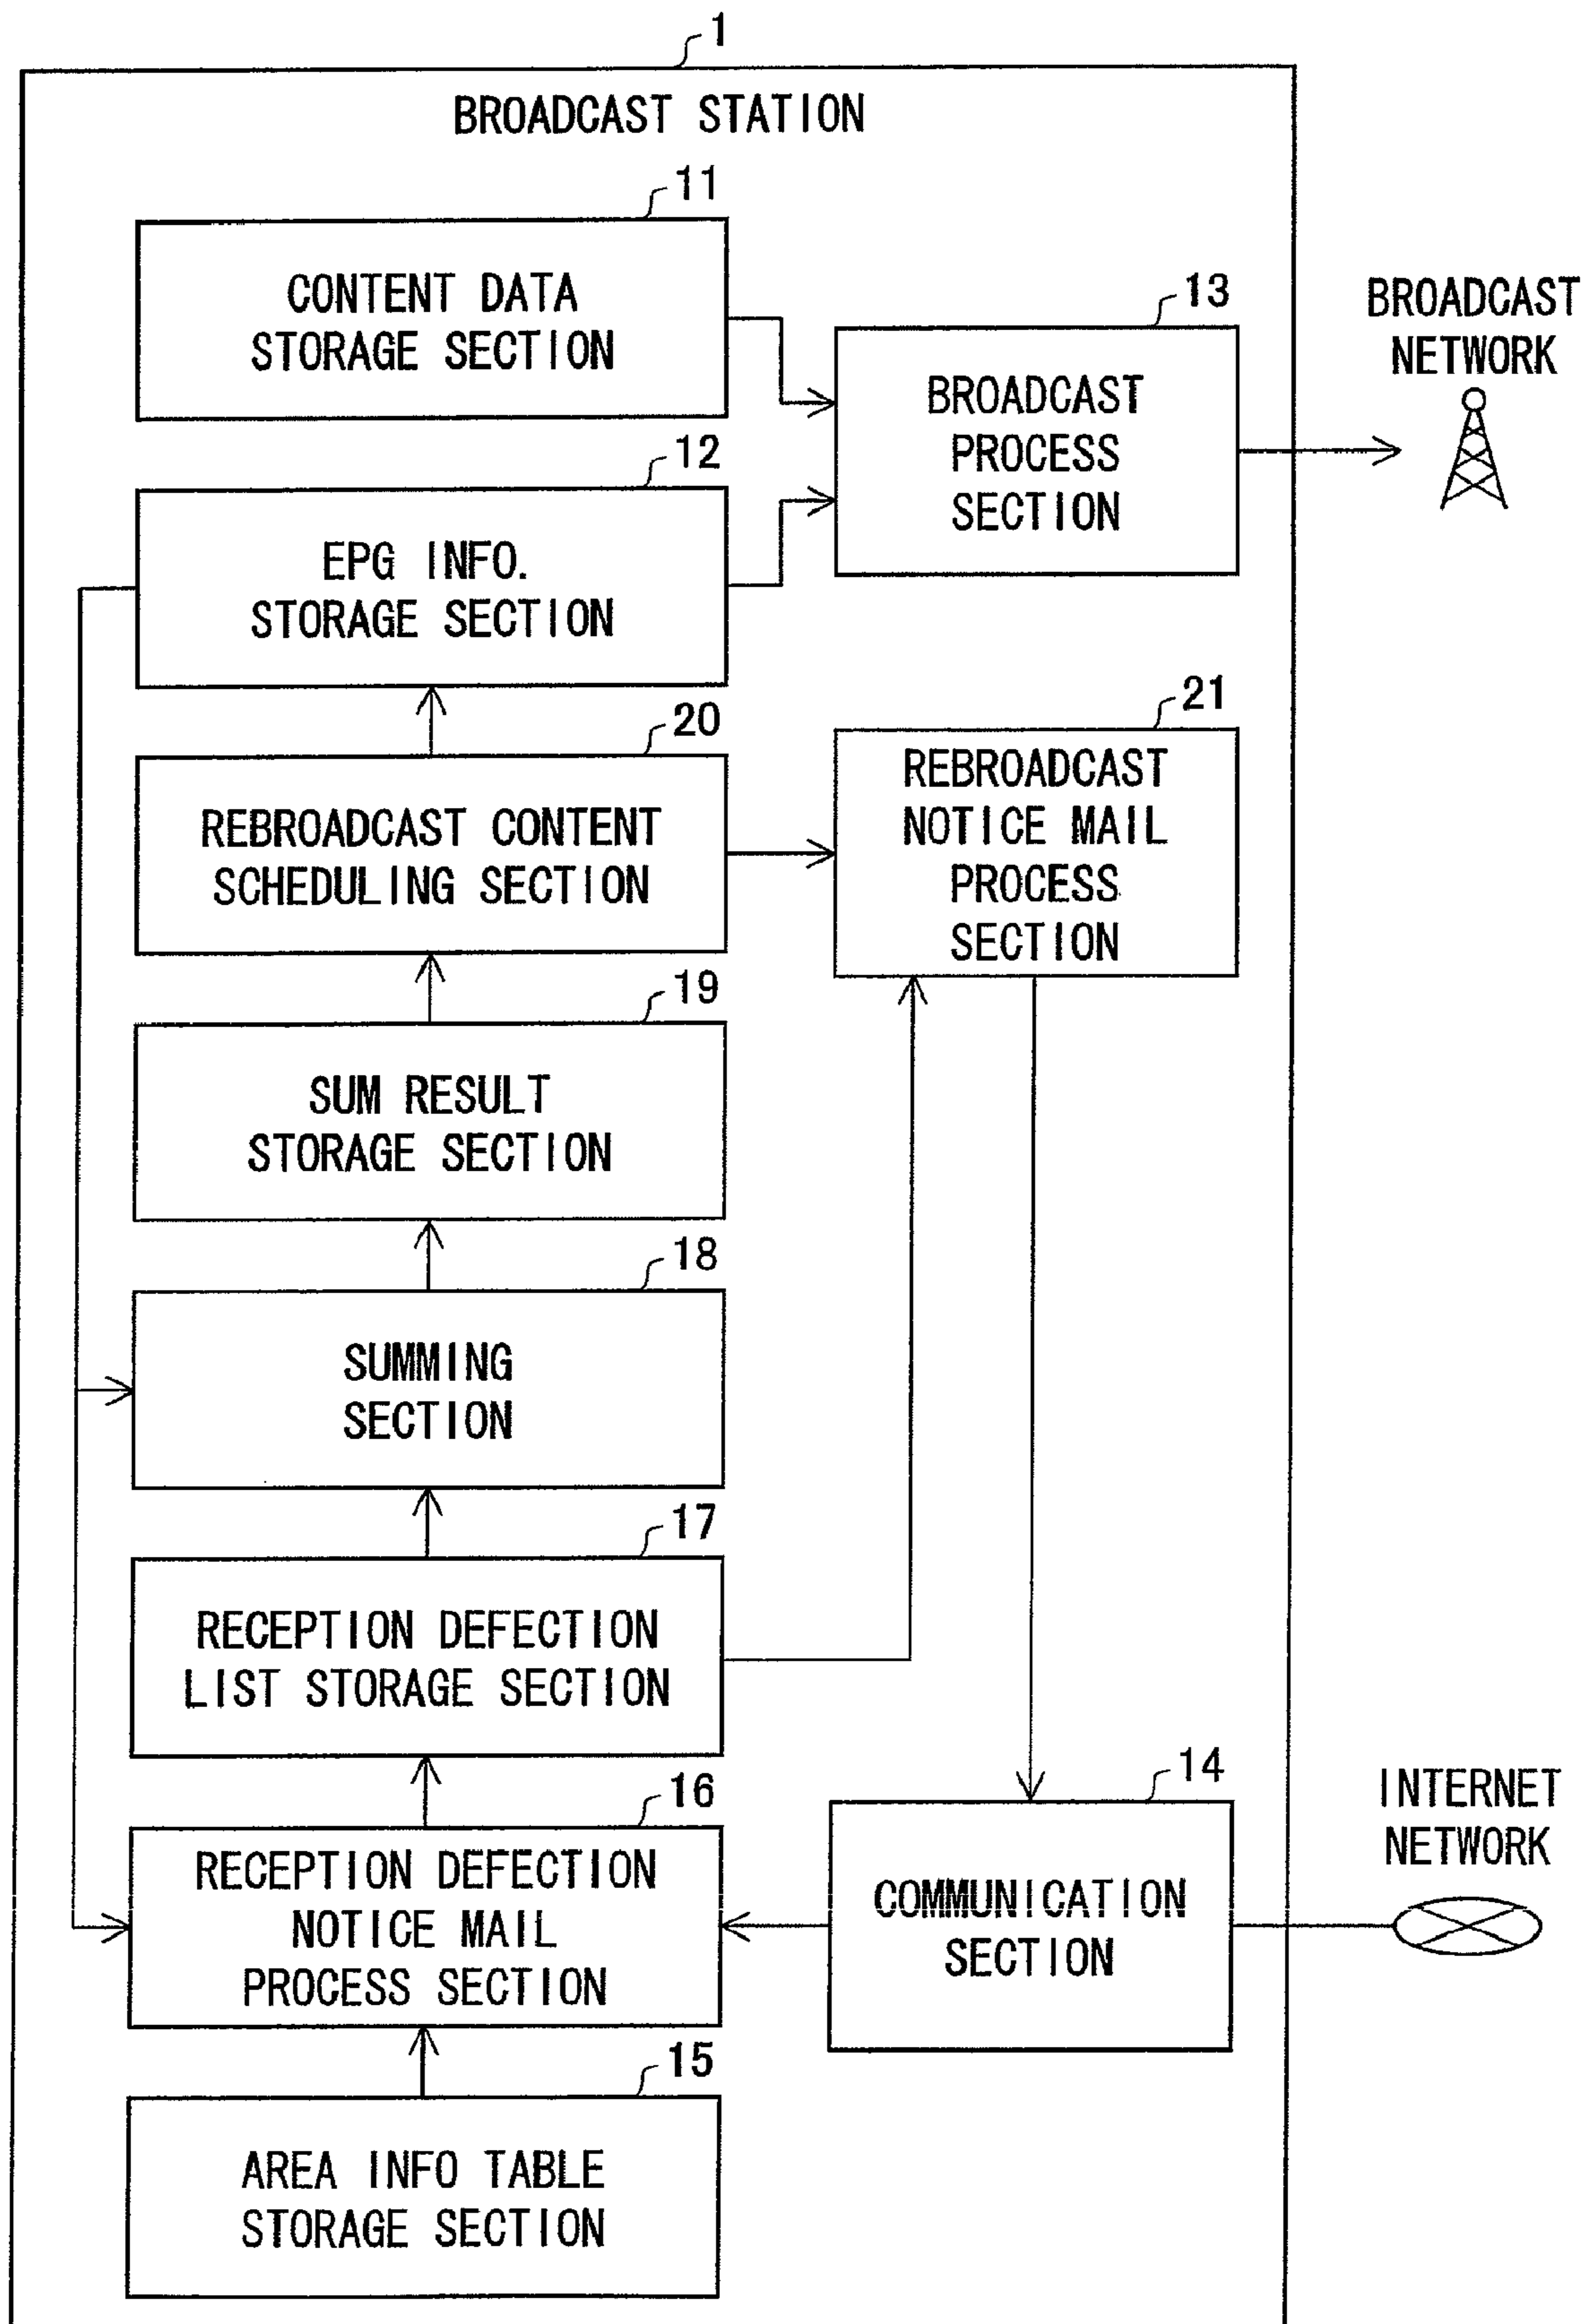 1
BROADCAST STATION
11
CONTENT DATA
STORAGE SECTION
13
BROADCAST
PROCESS
SECTION
BROADCAST
NETWORK
12
EPG INFO.
STORAGE SECTION
20
REBROADCAST CONTENT
SCHEDULING SECTION
21
REBROADCAST
NOTICE MAIL
PROCESS
SECTION
19
SUM RESULT
STORAGE SECTION
18
SUMMING
SECTION
17
RECEPTION DEFECTION
LIST STORAGE SECTION
16
RECEPTION DEFECTION
NOTICE MAIL
PROCESS SECTION
14
COMMUNICATION
SECTION
INTERNET
NETWORK
15
AREA INFO TABLE
STORAGE SECTION